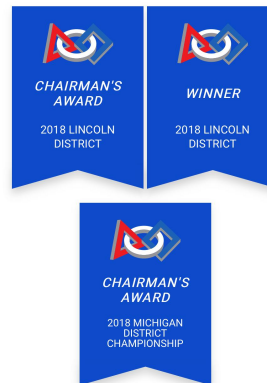 CHAIRMAN'S
AWARD
2018 LINCOLN
DISTRICT
WINNER
2018 LINCOLN
DISTRICT
CHAIRMAN'S
AWARD
2018 MICHIGAN
DISTRICT
CHAMPIONSHIP